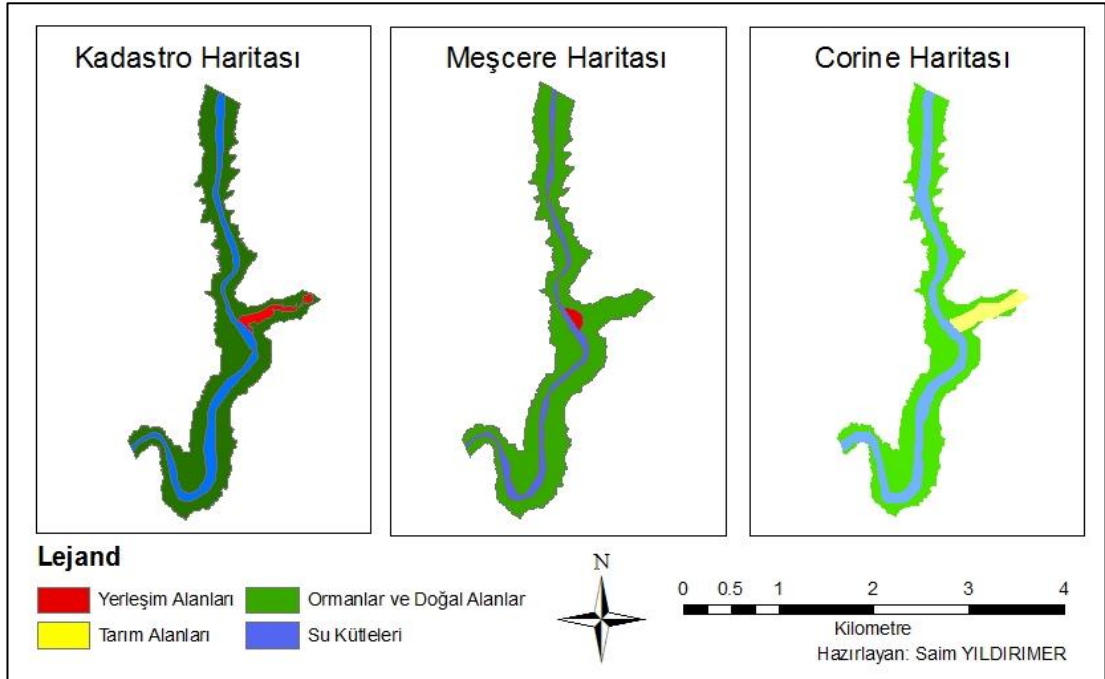 Kadastro Haritası
Meşcere Haritası
Corine Haritası
Lejand
Yerleşim Alanları
Ormanlar ve Doğal Alanlar
Tarım Alanları
Su Kütleleri
N
0 0.5 1 2 3 4
Kilometre
Hazırlayan: Saim YILDIRIMER